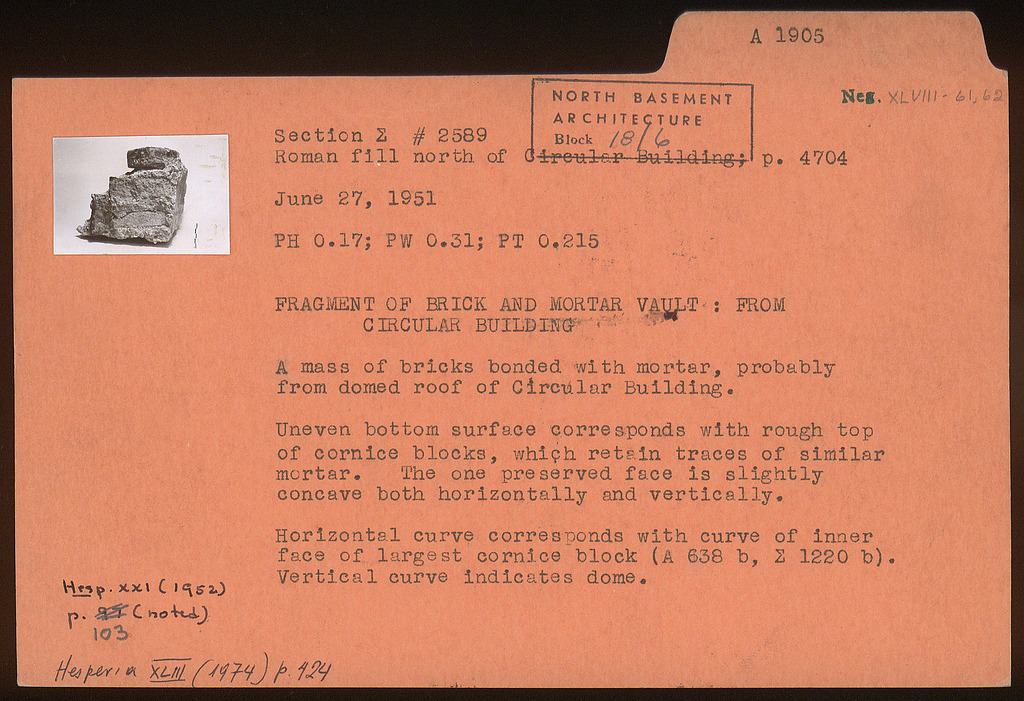 A 1905
Neg. XLVIII-61,62
NORTH BASEMENT
ARCHITECTURE
Block 18/6
Section Σ # 2589
Roman fill north of Circular Building; p. 4704
June 27, 1951
PH 0.17; PW 0.31; PT 0.215
FRAGMENT OF BRICK AND MORTAR VAULT : FROM
CIRCULAR BUILDING
A mass of bricks bonded with mortar, probably
from domed roof of Circular Building.
Uneven bottom surface corresponds with rough top
of cornice blocks, which retain traces of similar
mortar. The one preserved face is slightly
concave both horizontally and vertically.
Horizontal curve corresponds with curve of inner
face of largest cornice block (A 638 b, Σ 1220 b).
Vertical curve indicates dome.
Hesp. XXI (1952)
p. (noted)
103
Hesperia XLIII (1974) p. 424